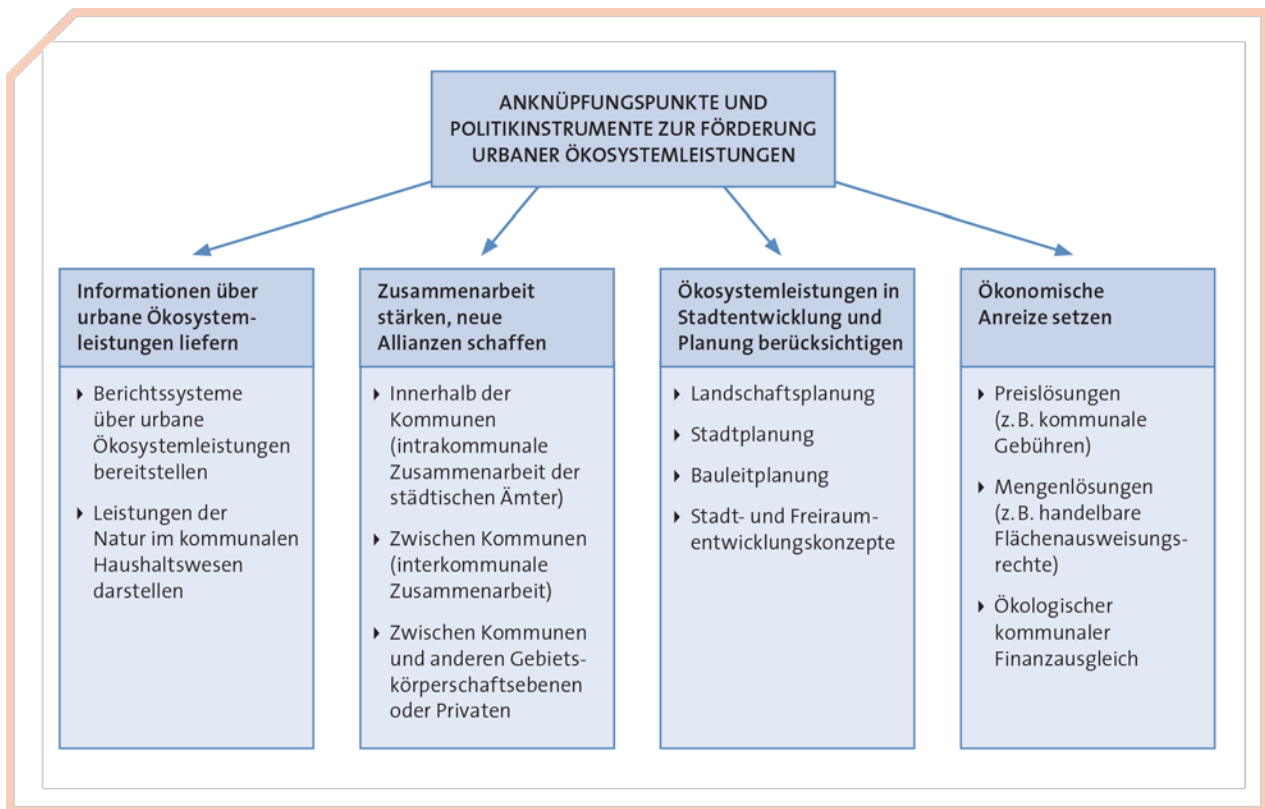 ANKNÜPFUNGSPUNKTE UND
POLITIKINSTRUMENTE ZUR FÖRDERUNG
URBANER ÖKOSYSTEMLEISTUNGEN
Informationen über
urbane Ökosystem-
leistungen liefern
▸ Berichtssysteme
über urbane
Ökosystemleistungen
bereitstellen
▸ Leistungen der
Natur im kommunalen
Haushaltswesen
darstellen
Zusammenarbeit
stärken, neue
Allianzen schaffen
▸ Innerhalb der
Kommunen
(intrakommunale
Zusammenarbeit der
städtischen Ämter)
▸ Zwischen Kommunen
(interkommunale
Zusammenarbeit)
▸ Zwischen Kommunen
und anderen Gebiets-
körperschaftsebenen
oder Privaten
Ökosystemleistungen in
Stadtentwicklung und
Planung berücksichtigen
▸ Landschaftsplanung
▸ Stadtplanung
▸ Bauleitplanung
▸ Stadt- und Freiraum-
entwicklungskonzepte
Ökonomische
Anreize setzen
▸ Preislösungen
(z. B. kommunale
Gebühren)
▸ Mengenlösungen
(z. B. handelbare
Flächenausweisungs-
rechte)
▸ Ökologischer
kommunaler
Finanzausgleich